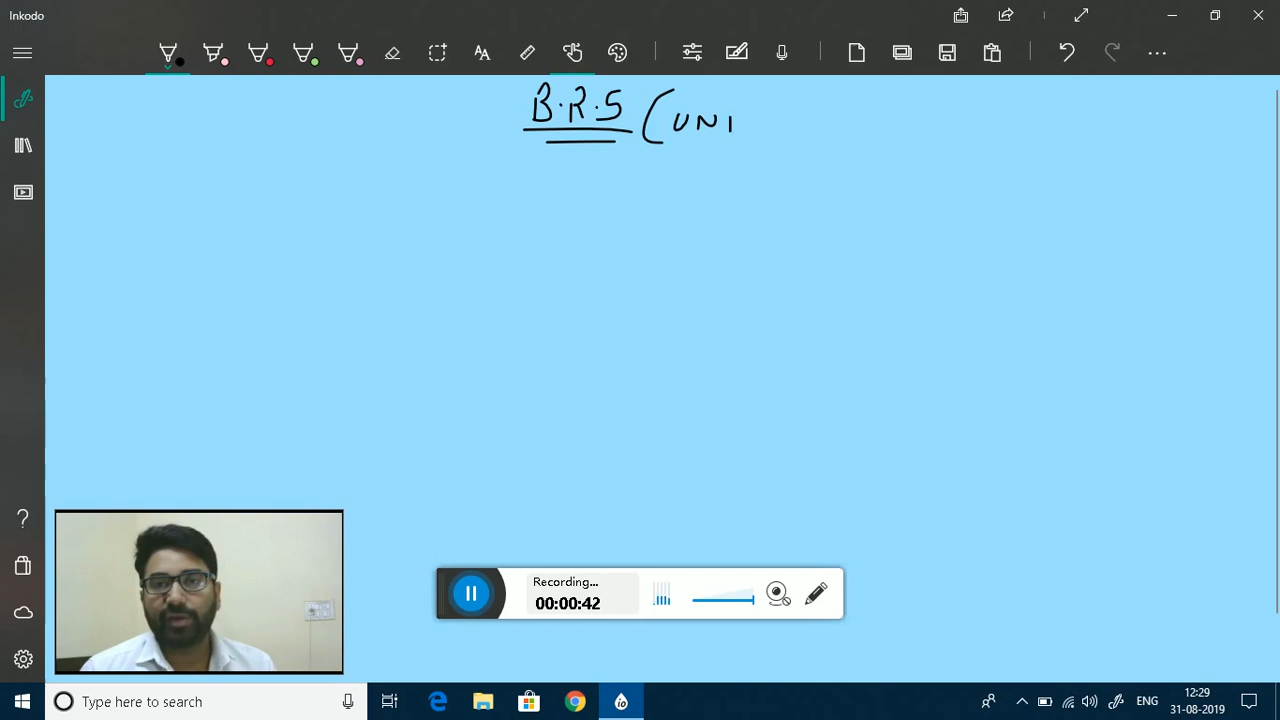 Inkodo
B.R.S (UNI
Recording...
00:00:42
Type here to search
ENG
12:29
31-08-2019